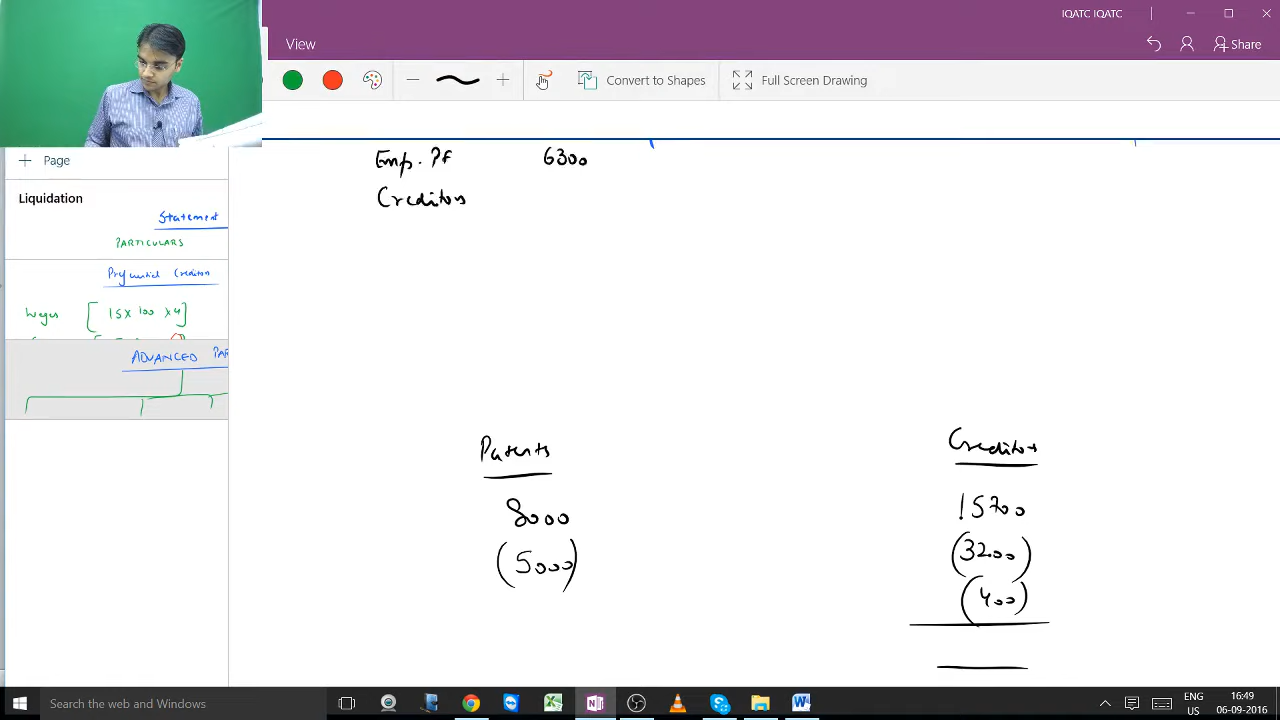 IQATC IQATC
View
Share
Convert to Shapes
Full Screen Drawing
Page
Emp. Pf 6300
Creditors
Liquidation
Statement
PARTICULARS
Preferential Creditors
Wages [ 15 x 100 x 4 ]
ADVANCED PAR
Patents
8000
(5000)
Creditors
15700
(3200)
(400)
Search the web and Windows
ENG
US
16:49
06-09-2016